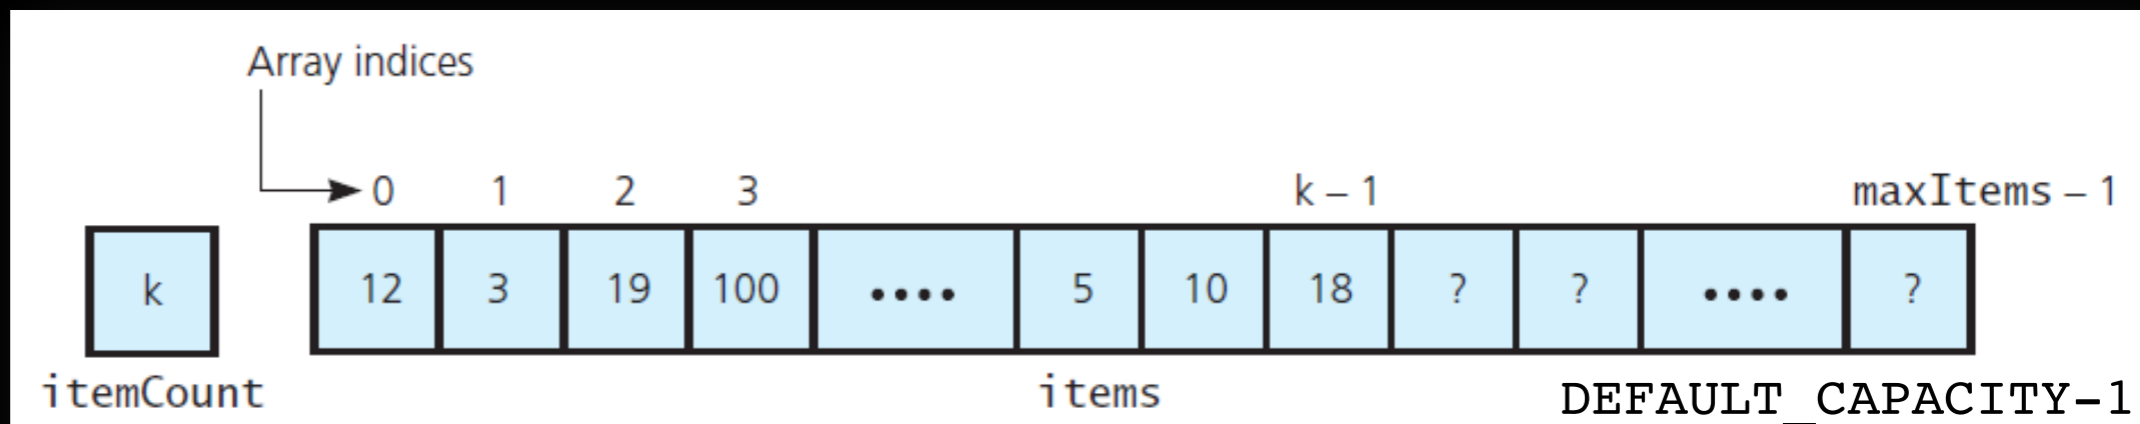 Array indices
0 1 2 3 k – 1 maxItems – 1
k 12 3 19 100 •••• 5 10 18 ? ? •••• ?
itemCount items DEFAULT_CAPACITY-1